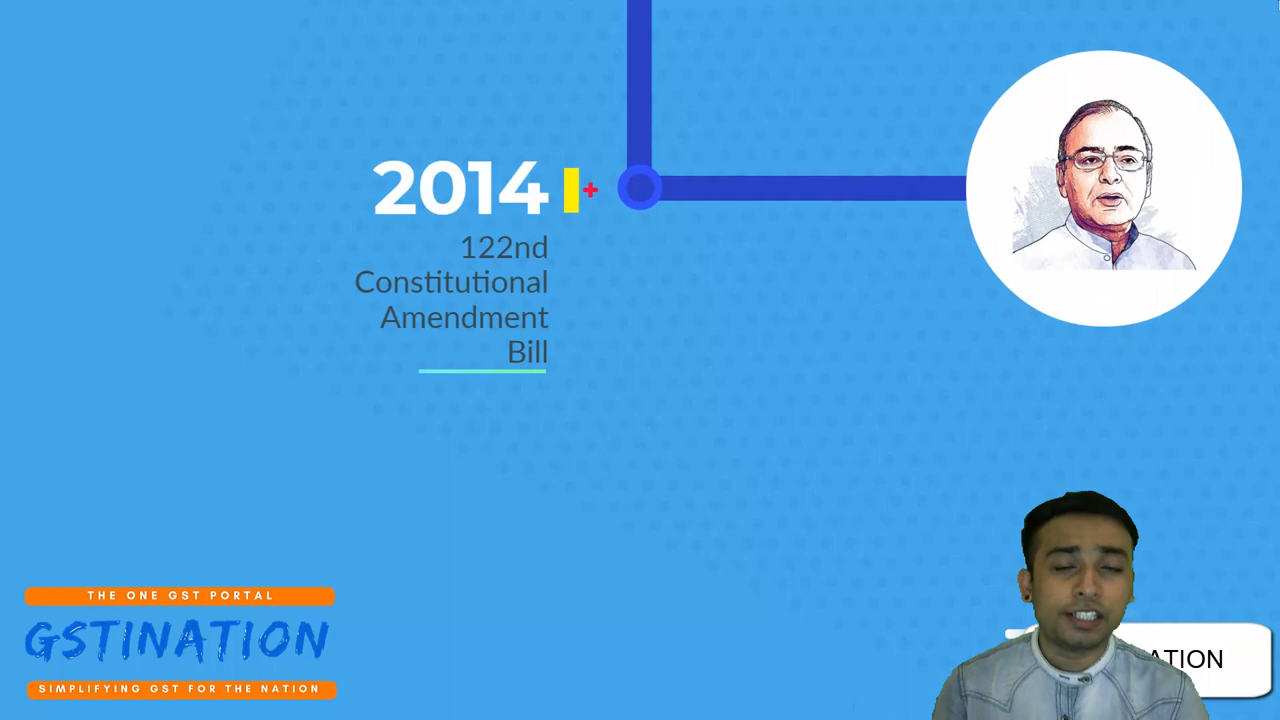 2014
122nd
Constitutional
Amendment
Bill
THE ONE GST PORTAL
GSTINATION
SIMPLIFYING GST FOR THE NATION